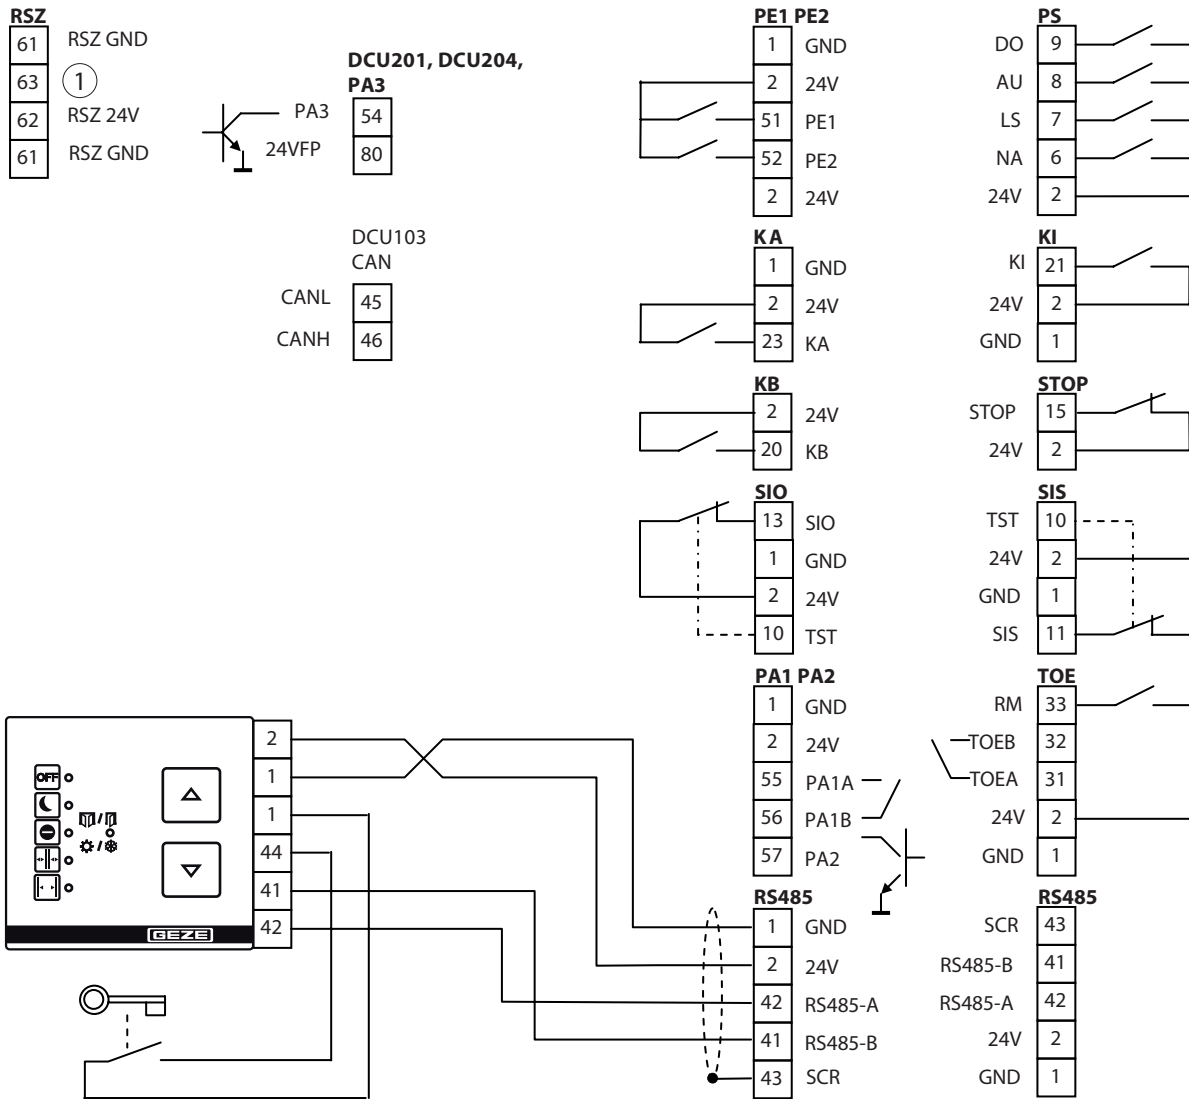 RSZ
61 RSZ GND
63 1
62 RSZ 24V
61 RSZ GND
DCU201, DCU204,
PA3
PA3 54
24VFP 80
DCU103
CAN
CANL 45
CANH 46
PE1 PE2
1 GND
2 24V
51 PE1
52 PE2
2 24V
KA
1 GND
2 24V
23 KA
KB
2 24V
20 KB
SIO
13 SIO
1 GND
2 24V
10 TST
PA1 PA2
1 GND
2 24V
55 PA1A
56 PA1B
57 PA2
RS485
1 GND
2 24V
42 RS485-A
41 RS485-B
43 SCR
PS
DO 9
AU 8
LS 7
NA 6
24V 2
KI
KI 21
24V 2
GND 1
STOP
STOP 15
24V 2
SIS
TST 10
24V 2
GND 1
SIS 11
TOE
RM 33
TOEB 32
TOEA 31
24V 2
GND 1
RS485
SCR 43
RS485-B 41
RS485-A 42
24V 2
GND 1
OFF
GEZE
2
1
1
44
41
42